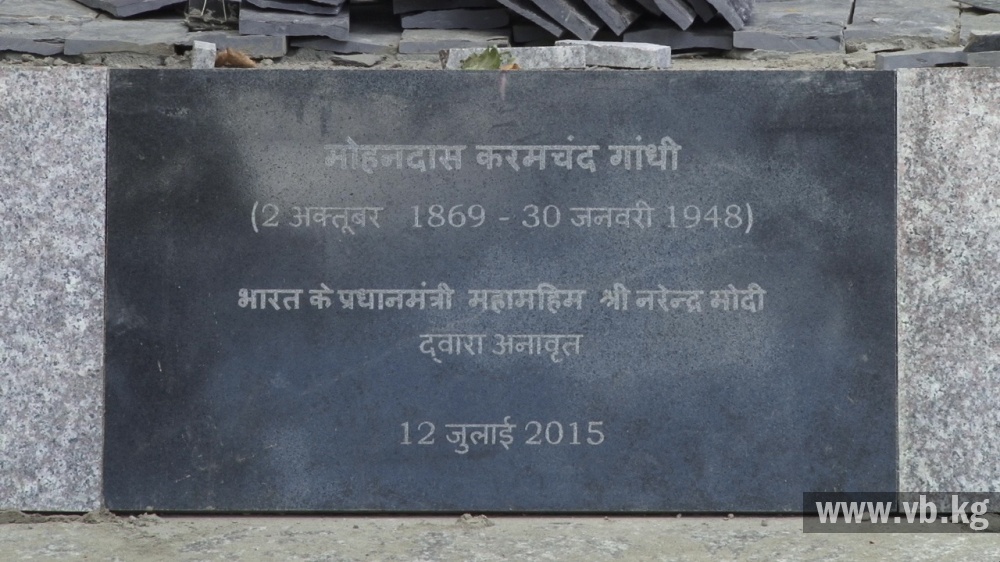 मोहनदास करमचंद गांधी
(2 अक्तूबर 1869 - 30 जनवरी 1948)
भारत के प्रधानमंत्री महामहिम श्री नरेन्द्र मोदी
द्वारा अनावृत
12 जुलाई 2015
www.vb.kg